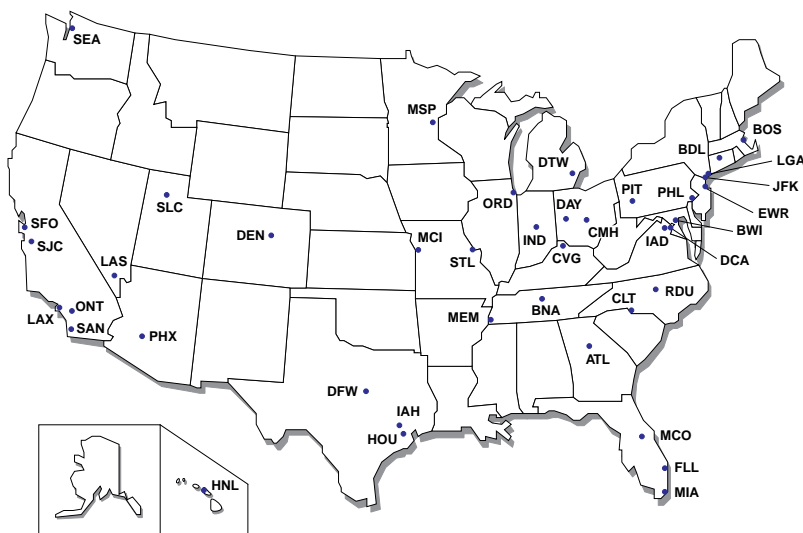 SEA
MSP
BOS
BDL
LGA
DTW
JFK
SLC
ORD
DAY
PIT
PHL
EWR
SFO
DEN
MCI
IND
CMH
BWI
SJC
STL
IAD
LAS
CVG
DCA
ONT
RDU
LAX
MEM
BNA
CLT
SAN
PHX
ATL
DFW
IAH
HOU
MCO
FLL
HNL
MIA